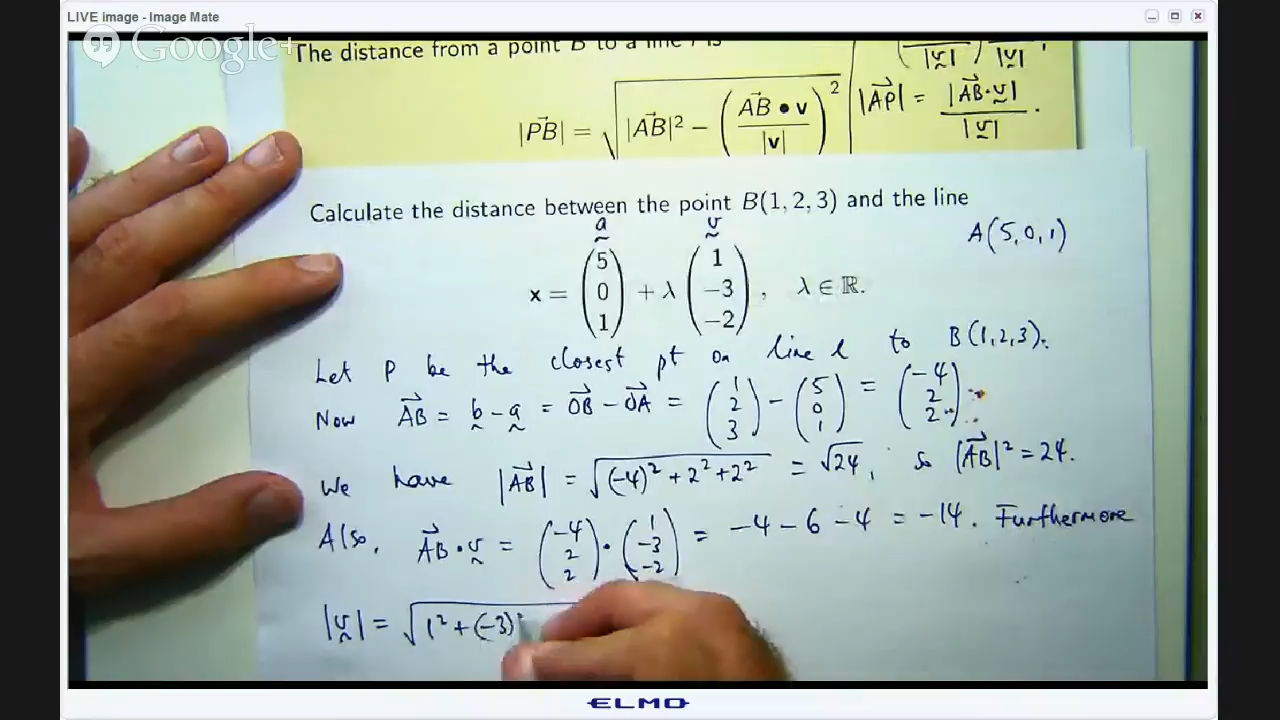 LIVE image - Image Mate
Google+
The distance from a point B to a line l is
|v| |v|
|PB| = √(|AB|² − (AB • v / |v|)²)
|AP| = |AB·v| / |v| .
Calculate the distance between the point B(1, 2, 3) and the line
a v
A(5,0,1)
x = (5 0 1) + λ (1 −3 −2), λ ∈ ℝ.
Let P be the closest pt on line l to B(1,2,3).
Now AB = b - a = OB - OA = (1 2 3) - (5 0 1) = (-4 2 2).
We have |AB| = √((-4)² + 2² + 2²) = √24, so |AB|² = 24.
Also, AB·v = (-4 2 2)·(1 -3 -2) = -4 - 6 - 4 = -14. Furthermore
|v| = √(1² + (-3)²
ELMO